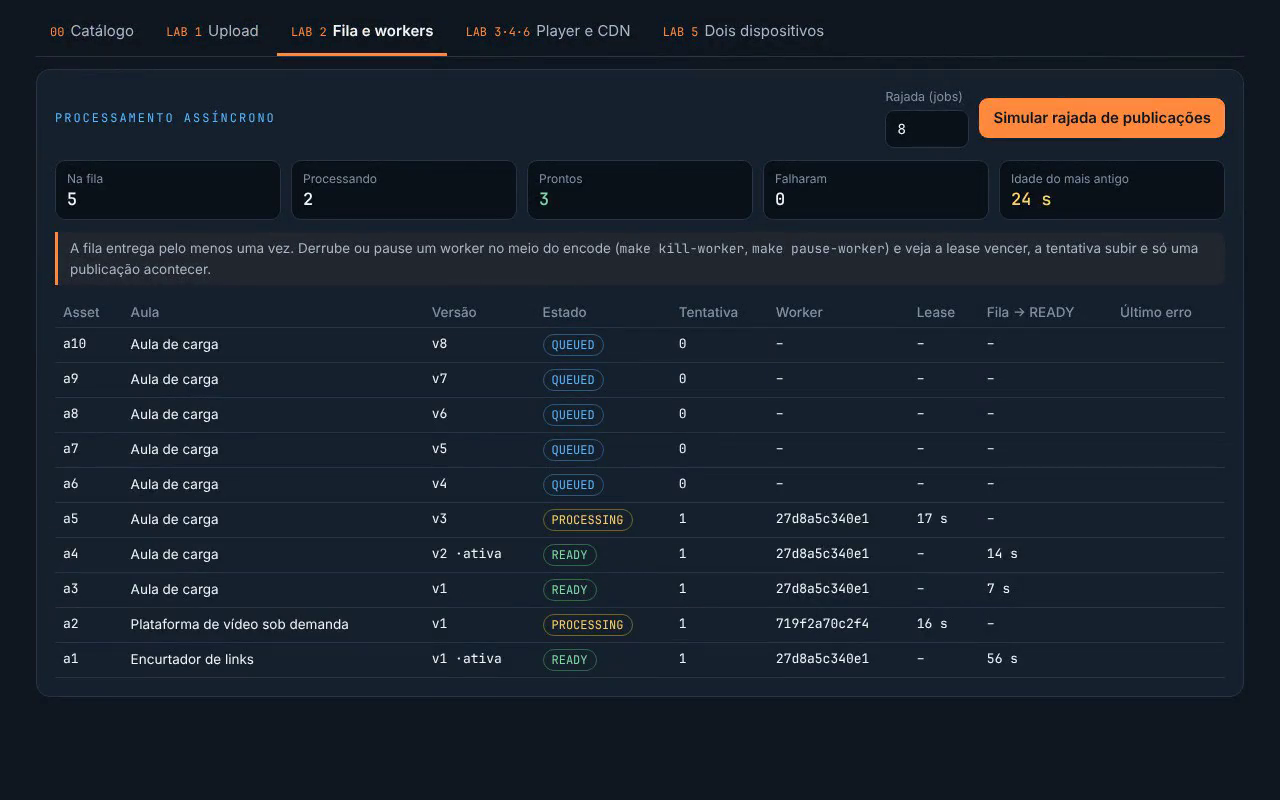 00 Catálogo LAB 1 Upload LAB 2 Fila e workers LAB 3·4·6 Player e CDN LAB 5 Dois dispositivos
PROCESSAMENTO ASSÍNCRONO
Rajada (jobs)
8
Simular rajada de publicações
Na fila
5
Processando
2
Prontos
3
Falharam
0
Idade do mais antigo
24 s
A fila entrega pelo menos uma vez. Derrube ou pause um worker no meio do encode (make kill-worker, make pause-worker) e veja a lease vencer, a tentativa subir e só uma
publicação acontecer.
Asset Aula Versão Estado Tentativa Worker Lease Fila → READY Último erro
a10 Aula de carga v8 QUEUED 0 – – –
a9 Aula de carga v7 QUEUED 0 – – –
a8 Aula de carga v6 QUEUED 0 – – –
a7 Aula de carga v5 QUEUED 0 – – –
a6 Aula de carga v4 QUEUED 0 – – –
a5 Aula de carga v3 PROCESSING 1 27d8a5c340e1 17 s –
a4 Aula de carga v2 ·ativa READY 1 27d8a5c340e1 – 14 s
a3 Aula de carga v1 READY 1 27d8a5c340e1 – 7 s
a2 Plataforma de vídeo sob demanda v1 PROCESSING 1 719f2a70c2f4 16 s –
a1 Encurtador de links v1 ·ativa READY 1 27d8a5c340e1 – 56 s